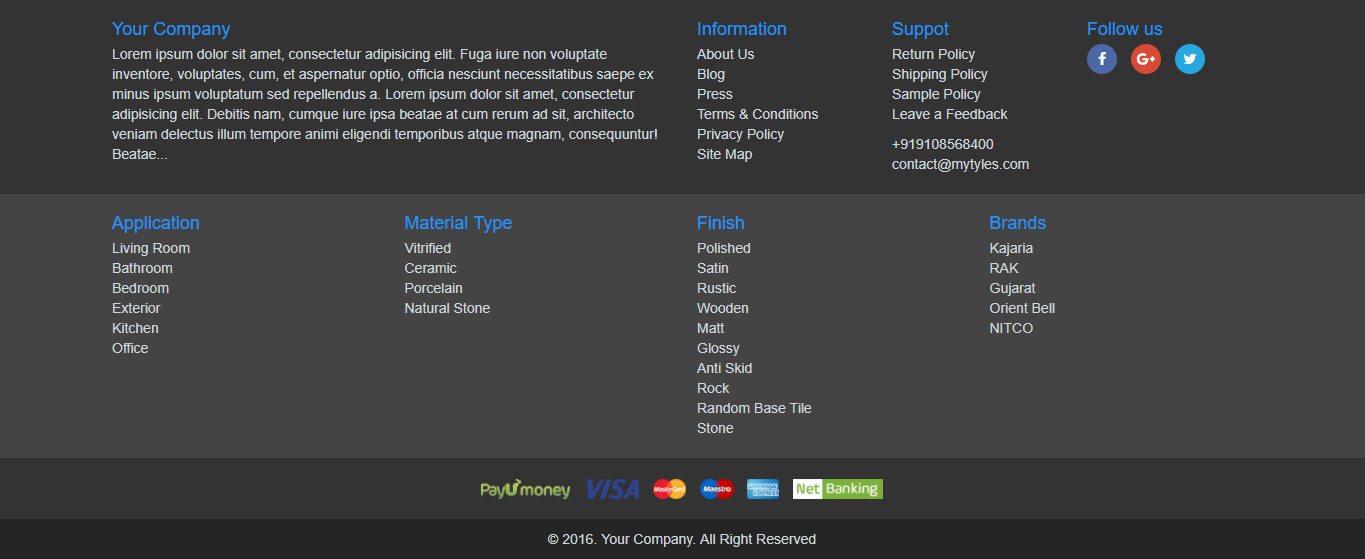 Your Company
Lorem ipsum dolor sit amet, consectetur adipisicing elit. Fuga iure non voluptate
inventore, voluptates, cum, et aspernatur optio, officia nesciunt necessitatibus saepe ex
minus ipsum voluptatum sed repellendus a. Lorem ipsum dolor sit amet, consectetur
adipisicing elit. Debitis nam, cumque iure ipsa beatae at cum rerum ad sit, architecto
veniam delectus illum tempore animi eligendi temporibus atque magnam, consequuntur!
Beatae...
Information
About Us
Blog
Press
Terms & Conditions
Privacy Policy
Site Map
Suppot
Return Policy
Shipping Policy
Sample Policy
Leave a Feedback
+919108568400
contact@mytyles.com
Follow us
f
G+
Application
Living Room
Bathroom
Bedroom
Exterior
Kitchen
Office
Material Type
Vitrified
Ceramic
Porcelain
Natural Stone
Finish
Polished
Satin
Rustic
Wooden
Matt
Glossy
Anti Skid
Rock
Random Base Tile
Stone
Brands
Kajaria
RAK
Gujarat
Orient Bell
NITCO
PayUmoney
VISA
MasterCard
Maestro
AMERICAN
EXPRESS
Net Banking
© 2016. Your Company. All Right Reserved